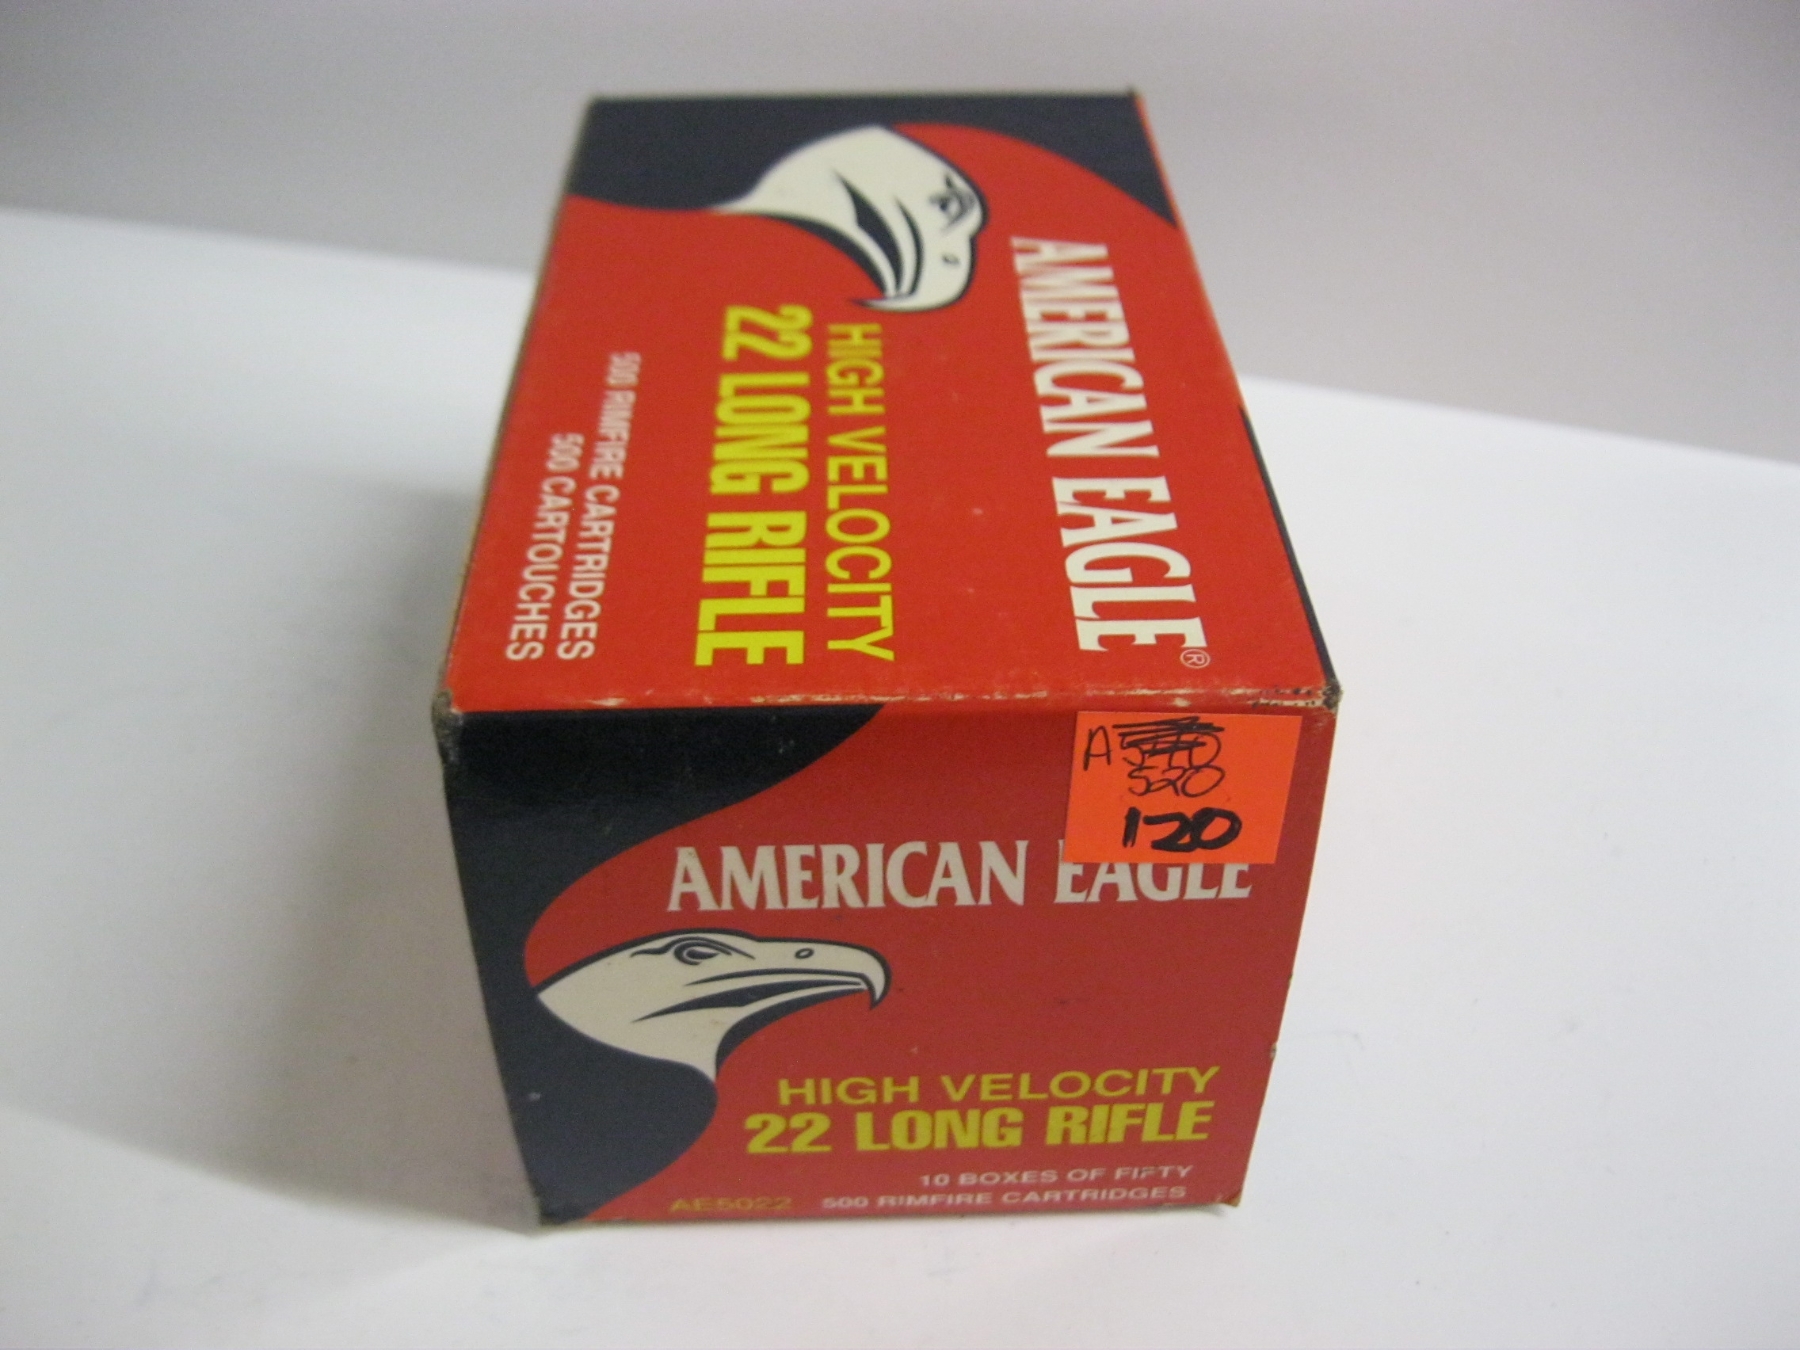 AMERICAN EAGLE®
HIGH VELOCITY
22 LONG RIFLE
500 RIMFIRE CARTRIDGES
500 CARTOUCHES
A
520
120
AMERICAN EAGLE
HIGH VELOCITY
22 LONG RIFLE
10 BOXES OF FIFTY
AE5022 500 RIMFIRE CARTRIDGES